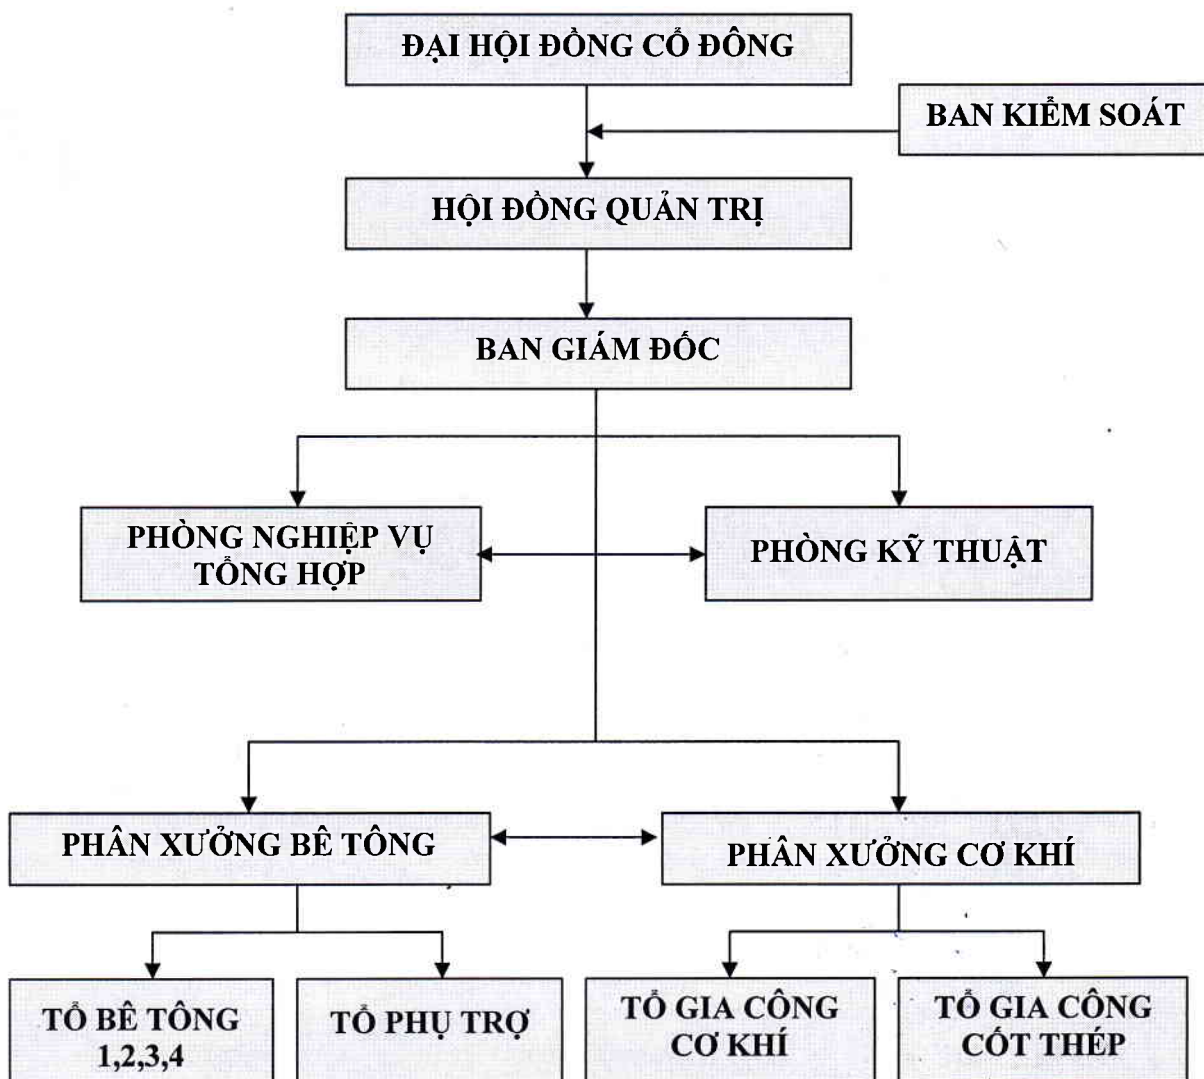 ĐẠI HỘI ĐỒNG CỔ ĐÔNG
BAN KIỂM SOÁT
HỘI ĐỒNG QUẢN TRỊ
BAN GIÁM ĐỐC
PHÒNG NGHIỆP VỤ
TỔNG HỢP
PHÒNG KỸ THUẬT
PHÂN XƯỞNG BÊ TÔNG
PHÂN XƯỞNG CƠ KHÍ
TỔ BÊ TÔNG
1,2,3,4
TỔ PHỤ TRỢ
TỔ GIA CÔNG
CƠ KHÍ
TỔ GIA CÔNG
CỐT THÉP